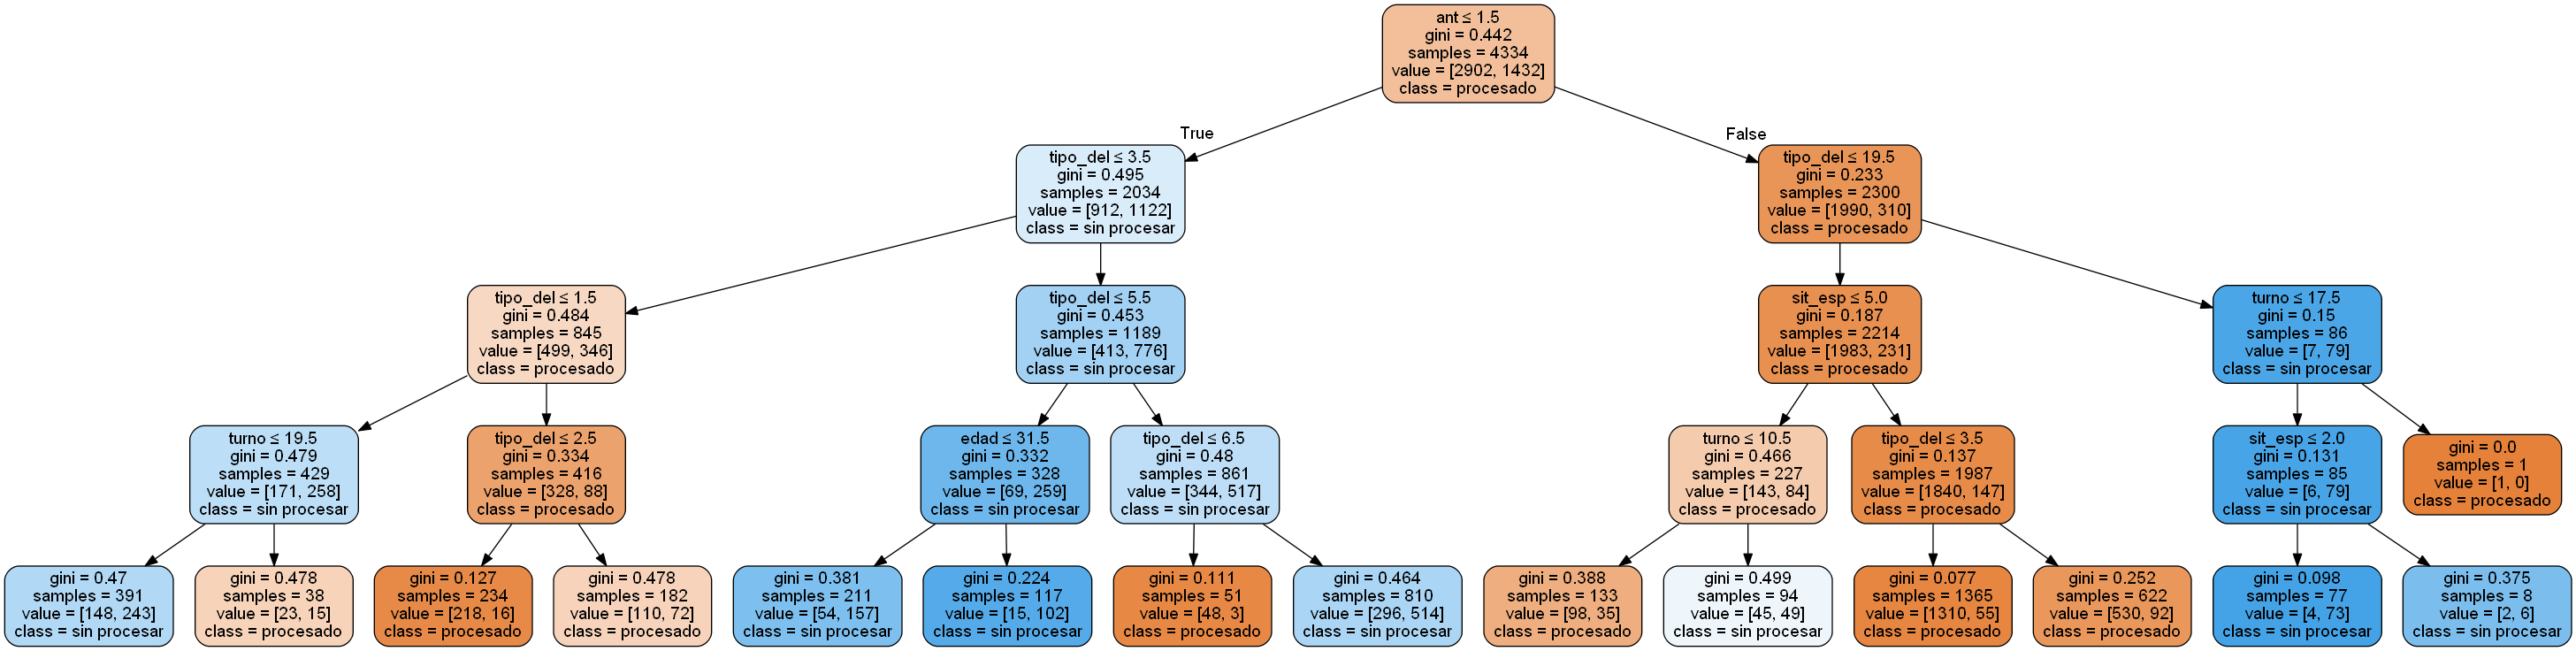 ant ≤ 1.5
gini = 0.442
samples = 4334
value = [2902, 1432]
class = procesado
True
False
tipo_del ≤ 3.5
gini = 0.495
samples = 2034
value = [912, 1122]
class = sin procesar
tipo_del ≤ 19.5
gini = 0.233
samples = 2300
value = [1990, 310]
class = procesado
tipo_del ≤ 1.5
gini = 0.484
samples = 845
value = [499, 346]
class = procesado
tipo_del ≤ 5.5
gini = 0.453
samples = 1189
value = [413, 776]
class = sin procesar
sit_esp ≤ 5.0
gini = 0.187
samples = 2214
value = [1983, 231]
class = procesado
turno ≤ 17.5
gini = 0.15
samples = 86
value = [7, 79]
class = sin procesar
turno ≤ 19.5
gini = 0.479
samples = 429
value = [171, 258]
class = sin procesar
tipo_del ≤ 2.5
gini = 0.334
samples = 416
value = [328, 88]
class = procesado
edad ≤ 31.5
gini = 0.332
samples = 328
value = [69, 259]
class = sin procesar
tipo_del ≤ 6.5
gini = 0.48
samples = 861
value = [344, 517]
class = sin procesar
turno ≤ 10.5
gini = 0.466
samples = 227
value = [143, 84]
class = procesado
tipo_del ≤ 3.5
gini = 0.137
samples = 1987
value = [1840, 147]
class = procesado
sit_esp ≤ 2.0
gini = 0.131
samples = 85
value = [6, 79]
class = sin procesar
gini = 0.0
samples = 1
value = [1, 0]
class = procesado
gini = 0.47
samples = 391
value = [148, 243]
class = sin procesar
gini = 0.478
samples = 38
value = [23, 15]
class = procesado
gini = 0.127
samples = 234
value = [218, 16]
class = procesado
gini = 0.478
samples = 182
value = [110, 72]
class = procesado
gini = 0.381
samples = 211
value = [54, 157]
class = sin procesar
gini = 0.224
samples = 117
value = [15, 102]
class = sin procesar
gini = 0.111
samples = 51
value = [48, 3]
class = procesado
gini = 0.464
samples = 810
value = [296, 514]
class = sin procesar
gini = 0.388
samples = 133
value = [98, 35]
class = procesado
gini = 0.499
samples = 94
value = [45, 49]
class = sin procesar
gini = 0.077
samples = 1365
value = [1310, 55]
class = procesado
gini = 0.252
samples = 622
value = [530, 92]
class = procesado
gini = 0.098
samples = 77
value = [4, 73]
class = sin procesar
gini = 0.375
samples = 8
value = [2, 6]
class = sin procesar